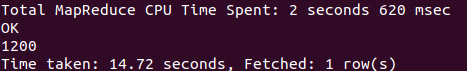 Total MapReduce CPU Time Spent: 2 seconds 620 msec
OK
1200
Time taken: 14.72 seconds, Fetched: 1 row(s)